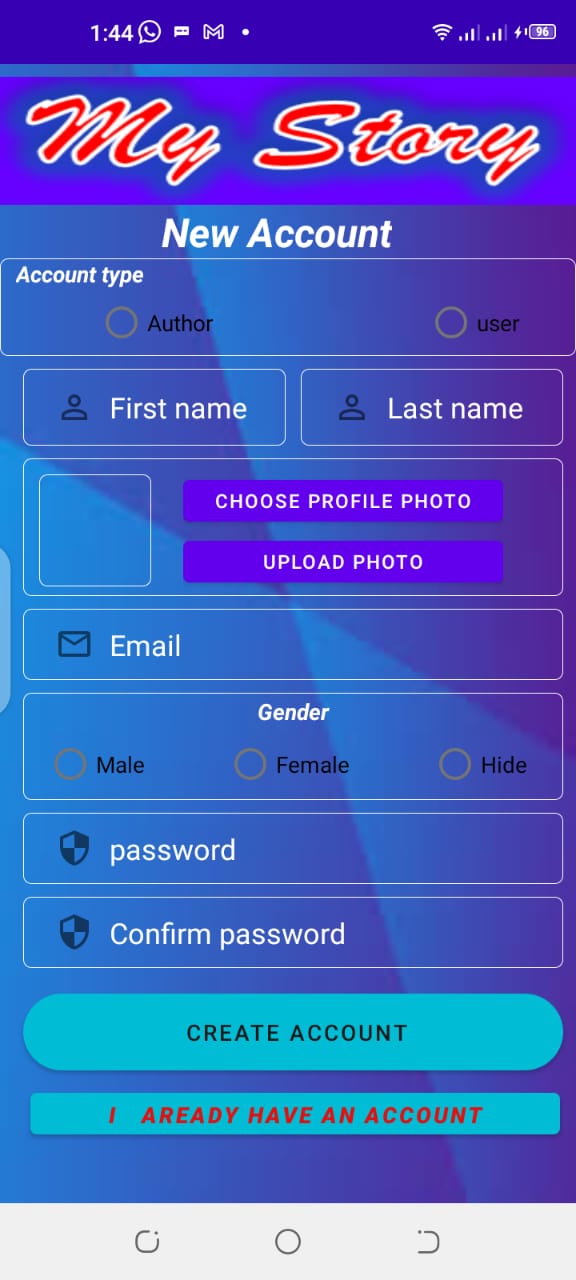 1:44 96
My Story
New Account
Account type
Author user
First name Last name
CHOOSE PROFILE PHOTO
UPLOAD PHOTO
Email
Gender
Male Female Hide
password
Confirm password
CREATE ACCOUNT
I AREADY HAVE AN ACCOUNT